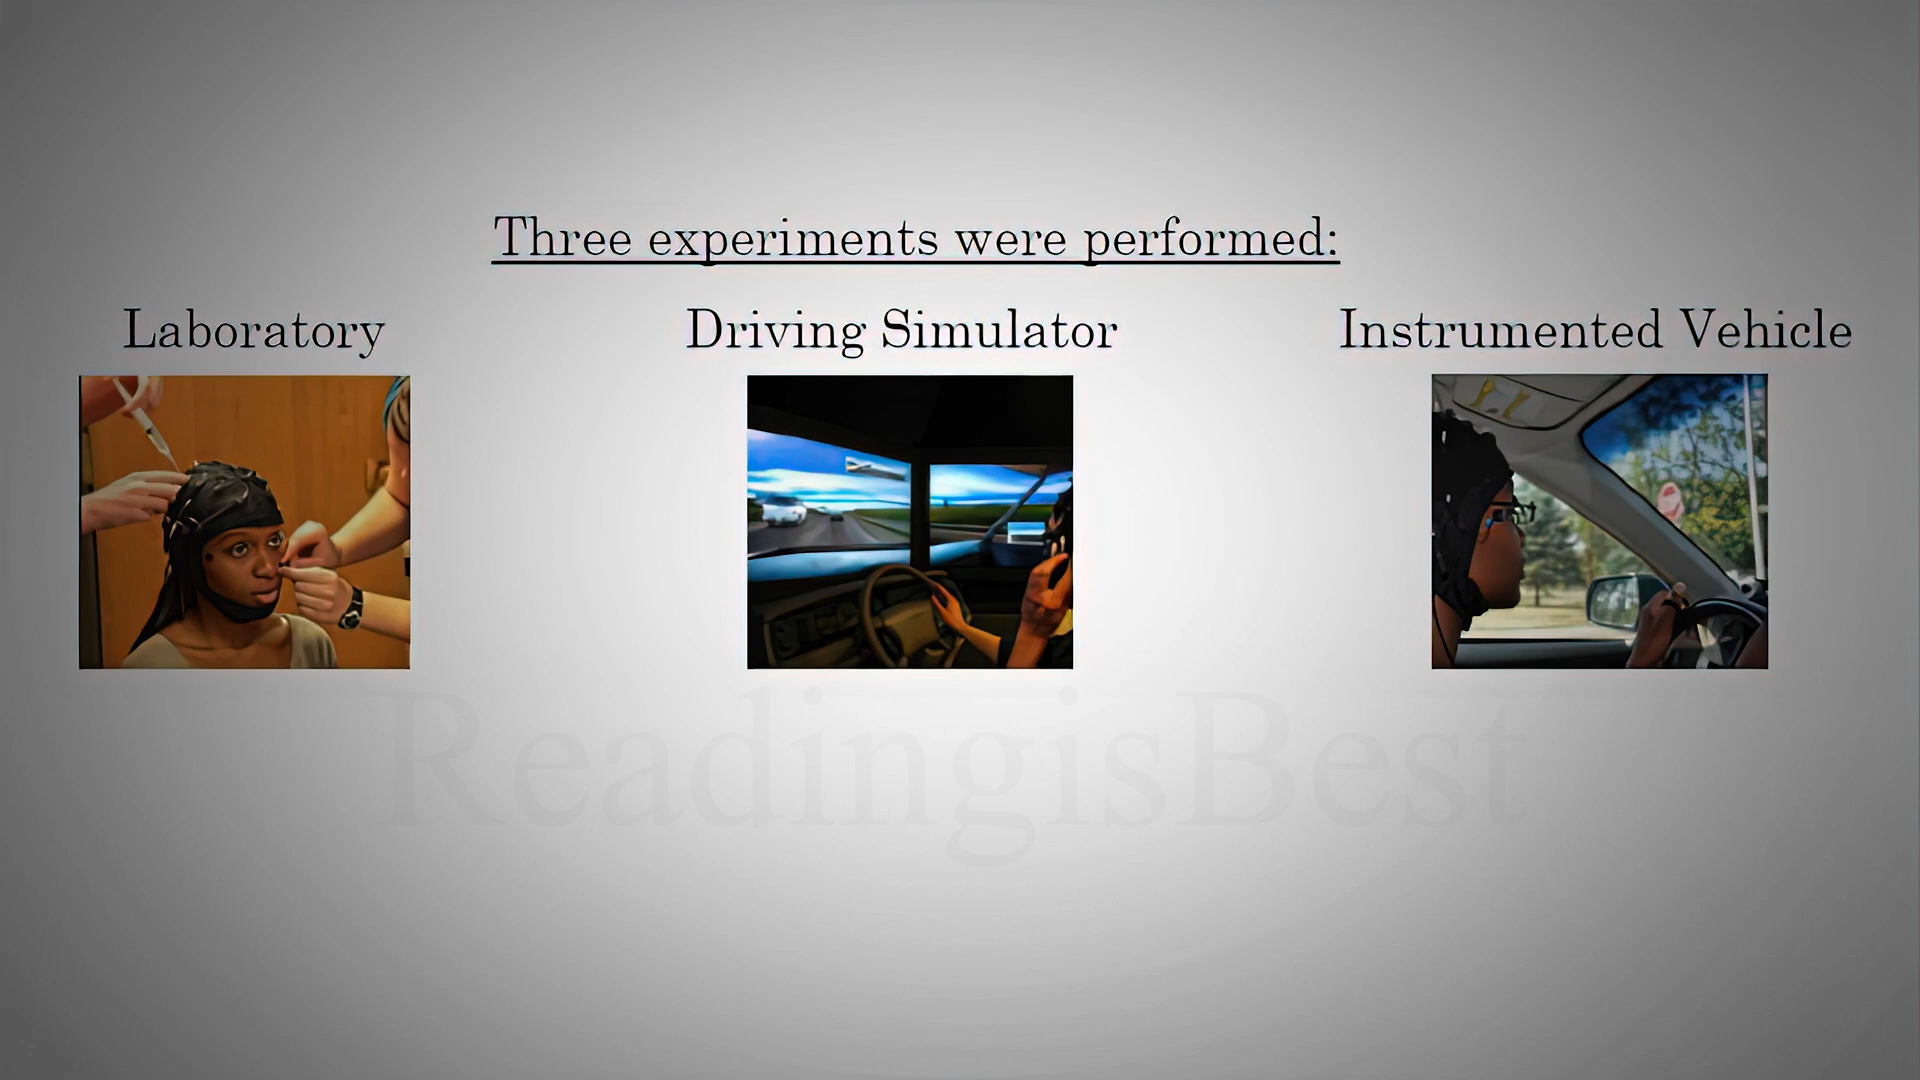 Three experiments were performed:
Laboratory
Driving Simulator
Instrumented Vehicle
ReadingisBest